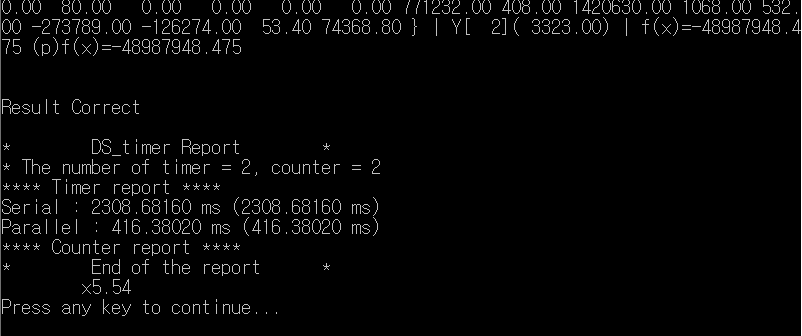 0.00  80.00   0.00   0.00   0.00   0.00 771232.00 408.00 1420630.00 1068.00 532.
00 -273789.00 -126274.00  53.40 74368.80 } | Y[  2]( 3323.00) | f(x)=-48987948.4
75 (p)f(x)=-48987948.475
Result Correct
*        DS_timer Report        *
* The number of timer = 2, counter = 2
**** Timer report ****
Serial : 2308.68160 ms (2308.68160 ms)
Parallel : 416.38020 ms (416.38020 ms)
**** Counter report ****
*        End of the report      *
        x5.54
Press any key to continue...